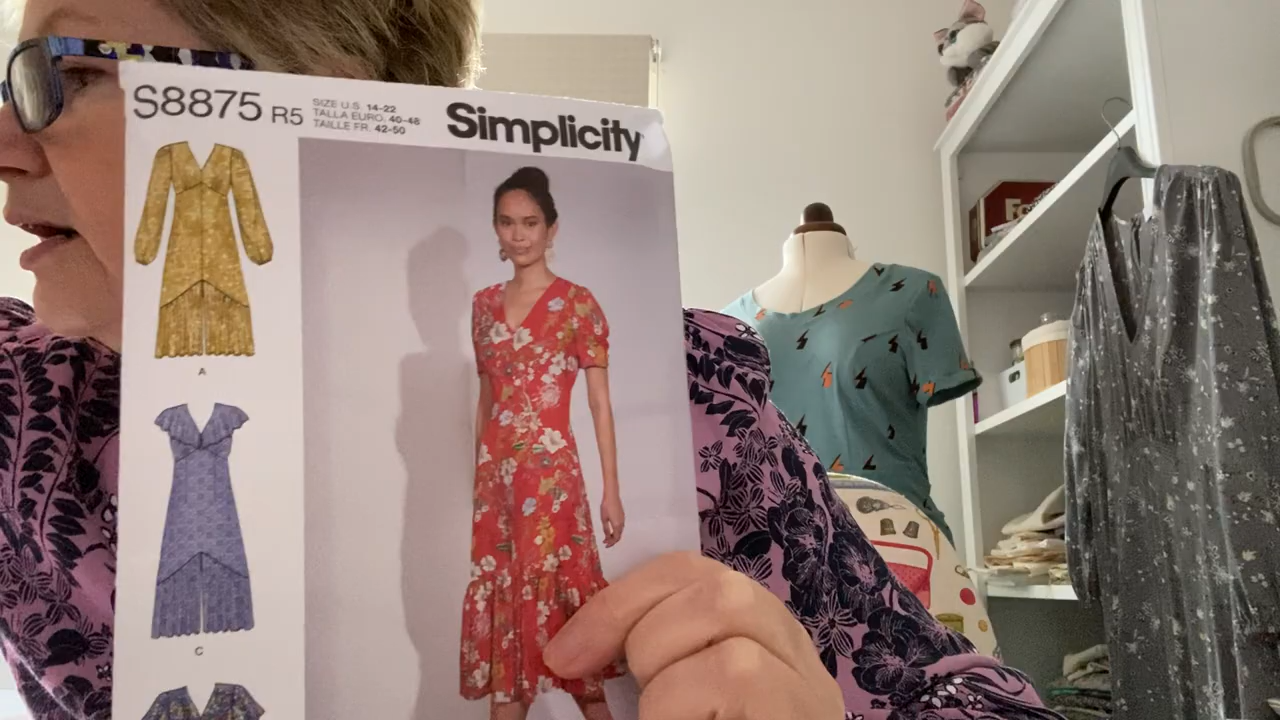 S8875 R5
SIZE U.S. 14-22
TALLA EURO. 40-48
TAILLE FR. 42-50
Simplicity
A
C